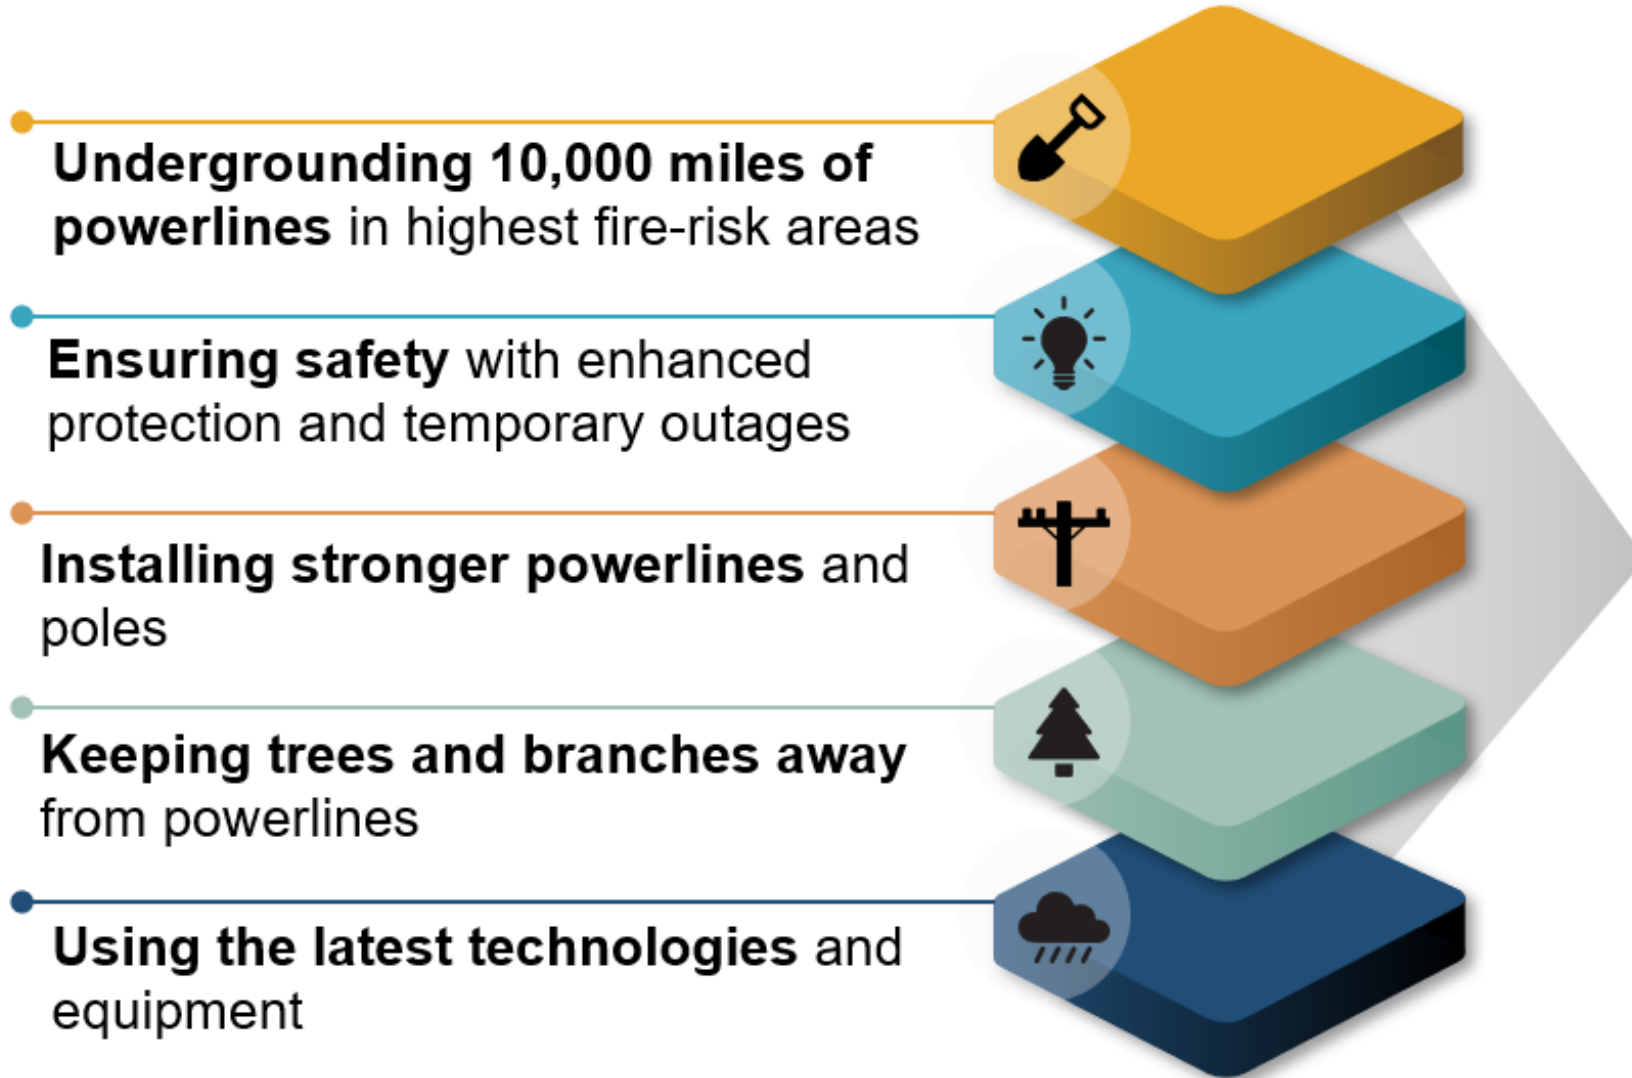 Undergrounding 10,000 miles of
powerlines in highest fire-risk areas
Ensuring safety with enhanced
protection and temporary outages
Installing stronger powerlines and
poles
Keeping trees and branches away
from powerlines
Using the latest technologies and
equipment